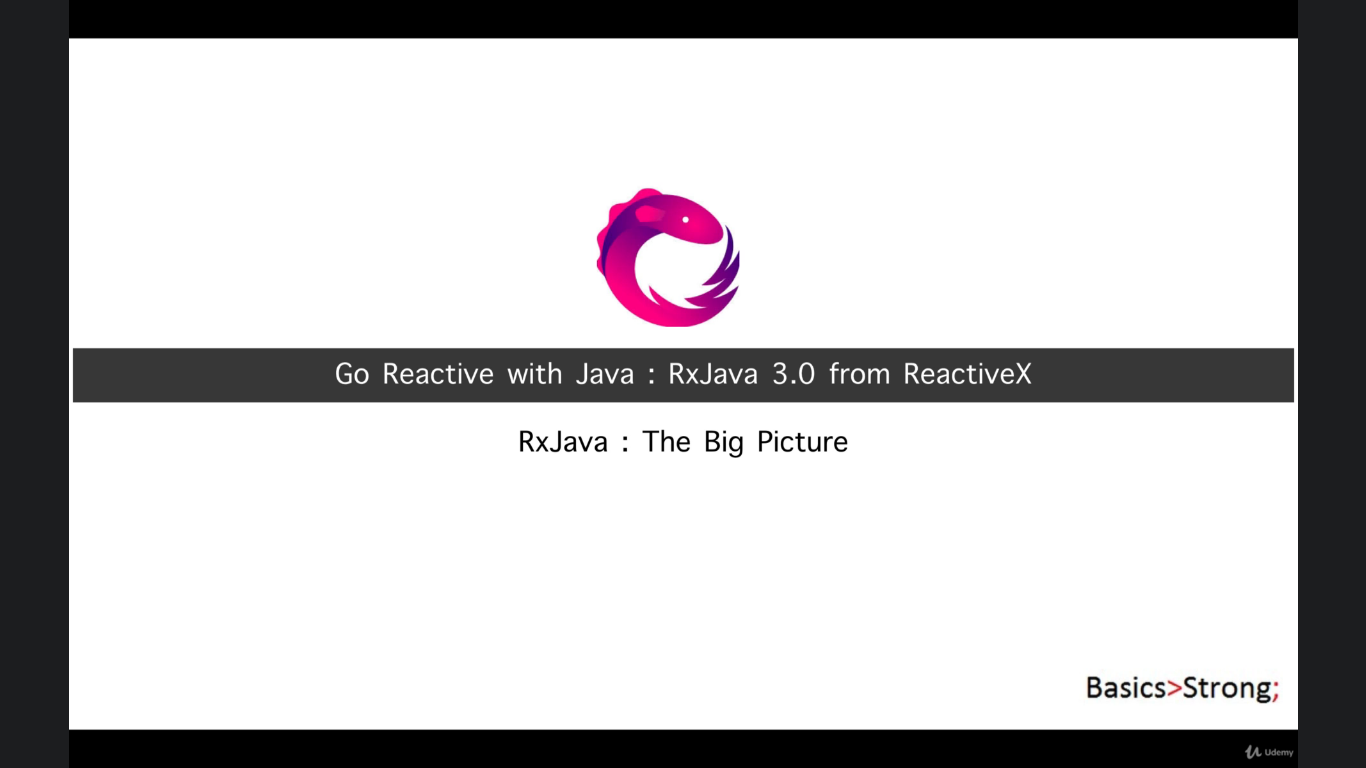 Go Reactive with Java : RxJava 3.0 from ReactiveX
RxJava : The Big Picture
Basics>Strong;
Udemy